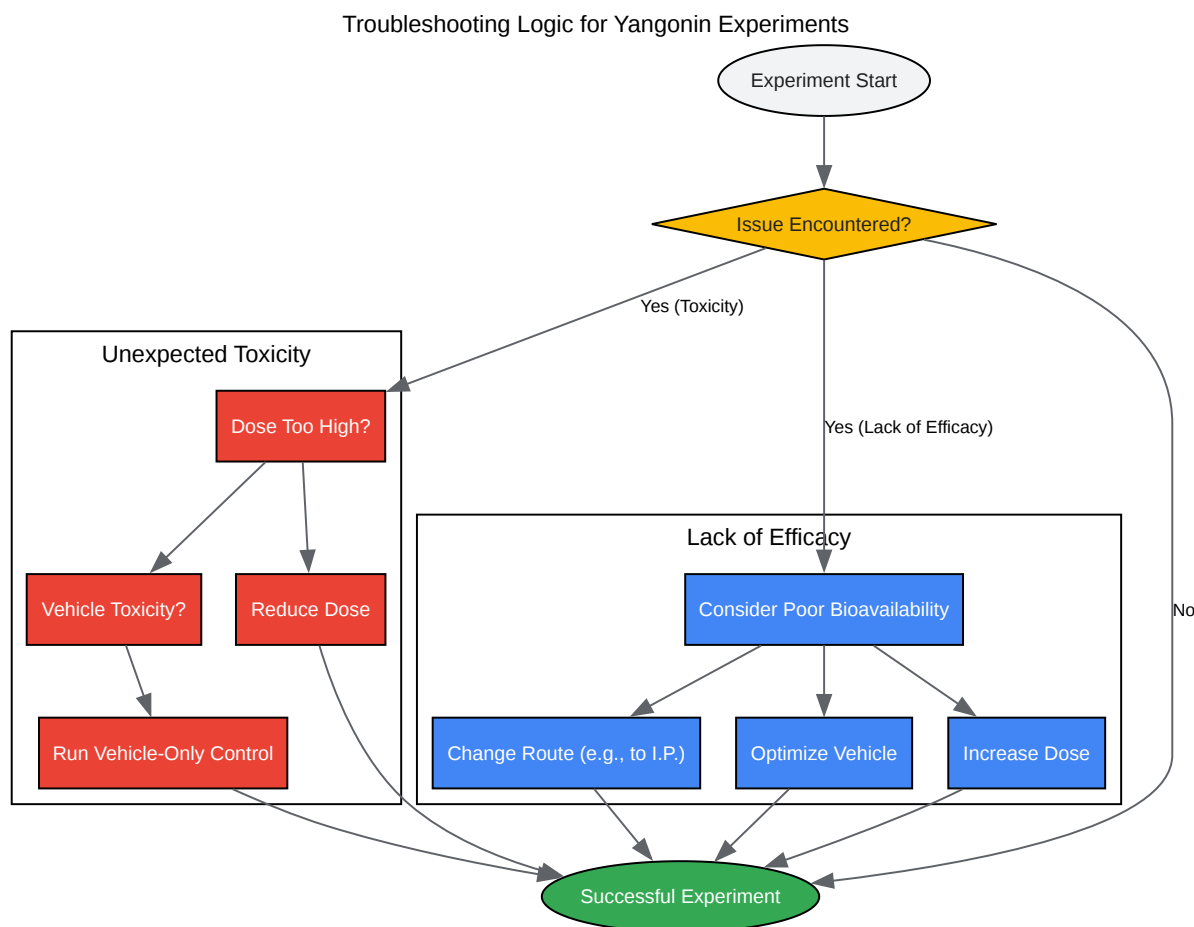 Troubleshooting Logic for Yangonin Experiments
Experiment Start
Issue Encountered?
Yes (Toxicity)
Unexpected Toxicity
Dose Too High?
Yes (Lack of Efficacy)
Lack of Efficacy
Vehicle Toxicity?
Reduce Dose
Consider Poor Bioavailability
No
Run Vehicle-Only Control
Change Route (e.g., to I.P.)
Optimize Vehicle
Increase Dose
Successful Experiment